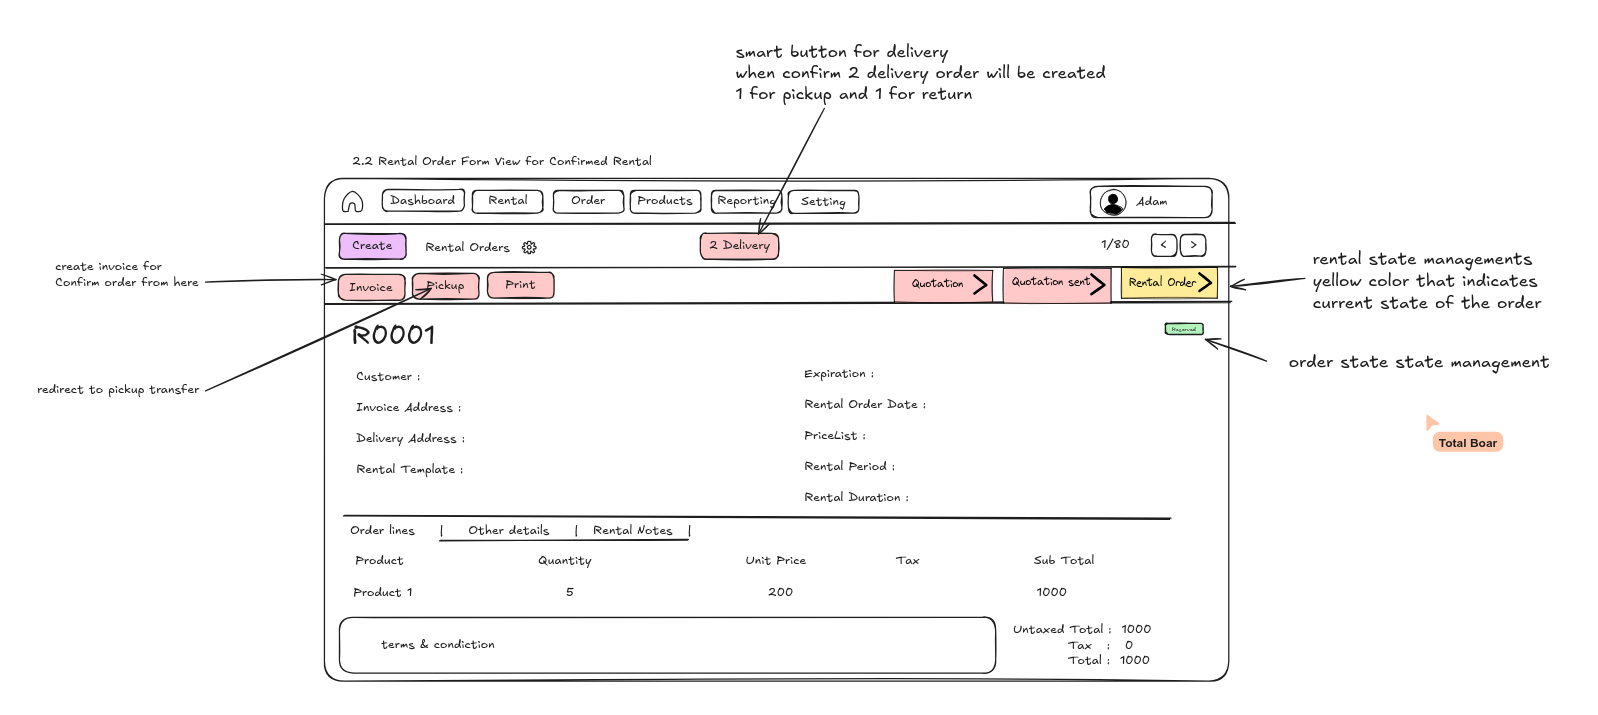 smart button for delivery
when confirm 2 delivery order will be created
1 for pickup and 1 for return
2.2 Rental Order Form View for Confirmed Rental
Dashboard Rental Order Products Reporting Setting Adam
Create Rental Orders 2 Delivery 1/80 < >
create invoice for
Confirm order from here
Invoice Pickup Print Quotation Quotation sent Rental Order
rental state managements
yellow color that indicates
current state of the order
R0001
Reserved
order state state management
redirect to pickup transfer
Customer :
Invoice Address :
Delivery Address :
Rental Template :
Expiration :
Rental Order Date :
PriceList :
Rental Period :
Rental Duration :
Total Boar
Order lines | Other details | Rental Notes |
Product Quantity Unit Price Tax Sub Total
Product 1 5 200 1000
terms & condiction
Untaxed Total : 1000
Tax : 0
Total : 1000